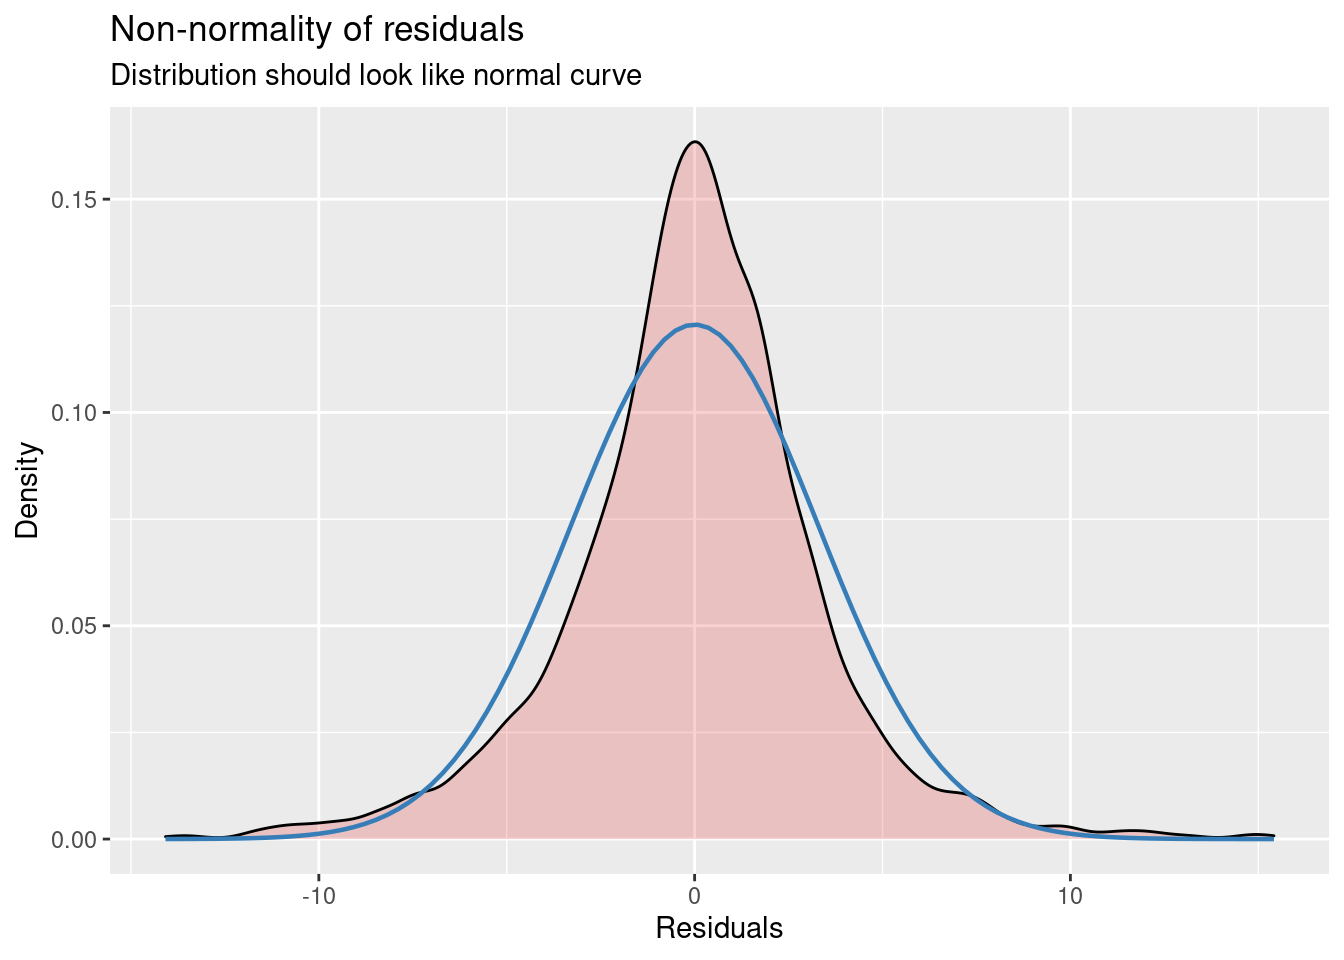 Non-normality of residuals
Distribution should look like normal curve
0.15
0.10
0.05
0.00
Density
-10 0 10
Residuals